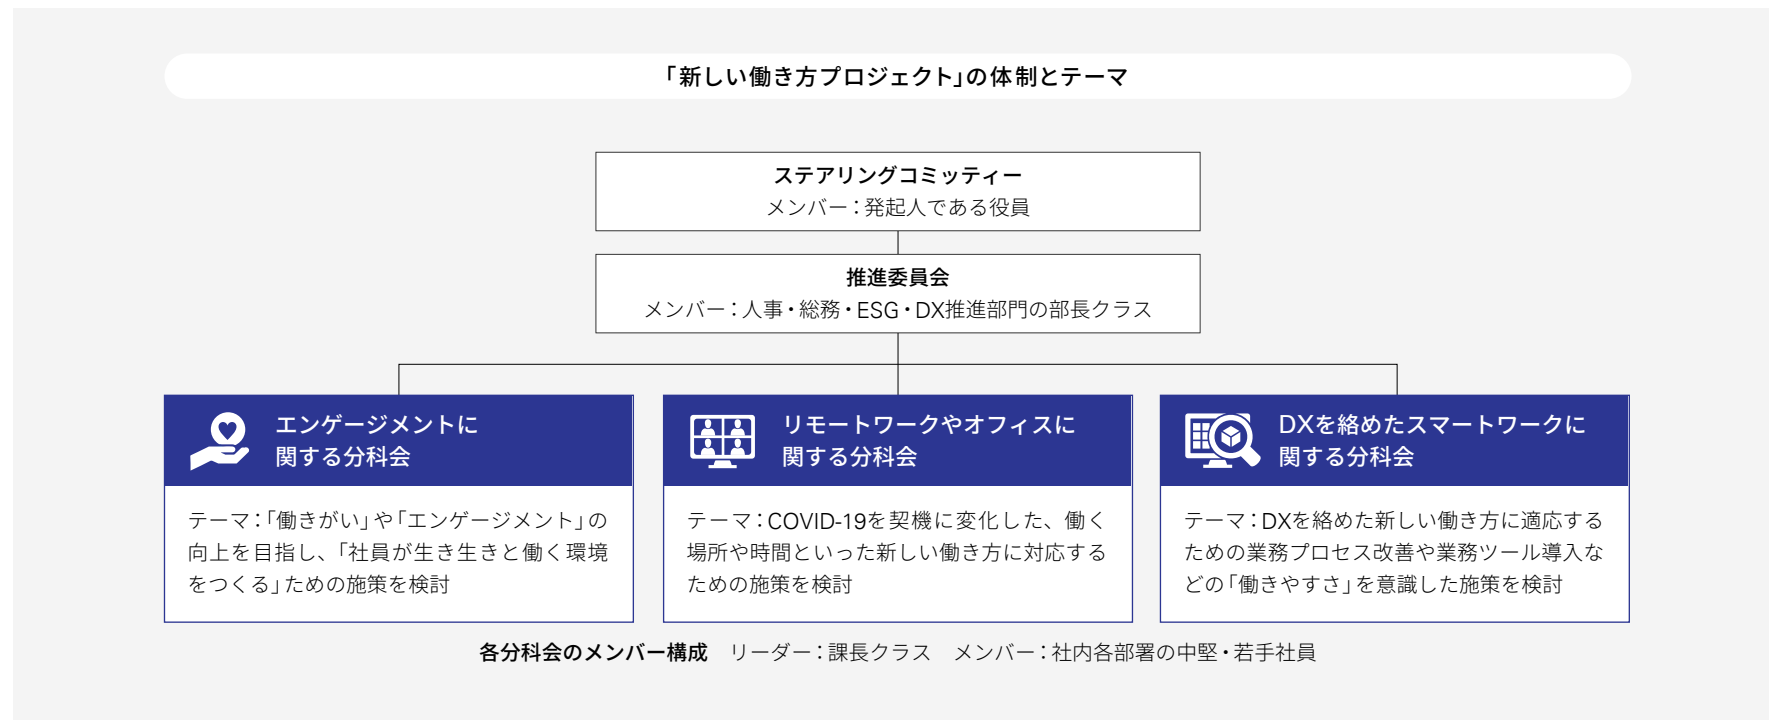 「新しい働き方プロジェクト」の体制とテーマ
ステアリングコミッティー
メンバー：発起人である役員
推進委員会
メンバー：人事・総務・ESG・DX推進部門の部長クラス
エンゲージメントに
関する分科会
テーマ：「働きがい」や「エンゲージメント」の
向上を目指し、「社員が生き生きと働く環境
をつくる」ための施策を検討
リモートワークやオフィスに
関する分科会
テーマ：COVID-19を契機に変化した、働く
場所や時間といった新しい働き方に対応する
ための施策を検討
DXを絡めたスマートワークに
関する分科会
テーマ：DXを絡めた新しい働き方に適応する
ための業務プロセス改善や業務ツール導入な
どの「働きやすさ」を意識した施策を検討
各分科会のメンバー構成　リーダー：課長クラス　メンバー：社内各部署の中堅・若手社員